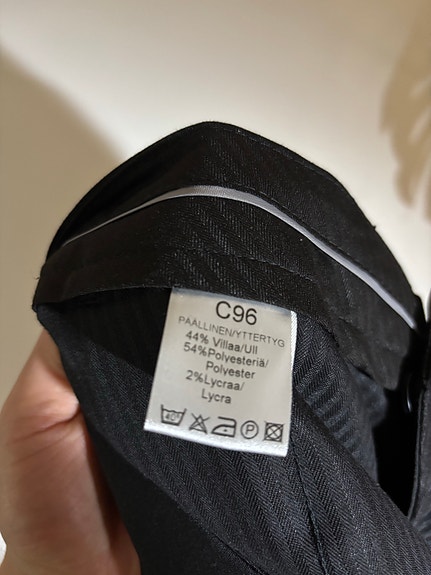 C96
PÄÄLLINEN/YTTERTYG
44% Villaa/Ull
54%Polyesteriä/
Polyester
2%Lycraa/
Lycra
P